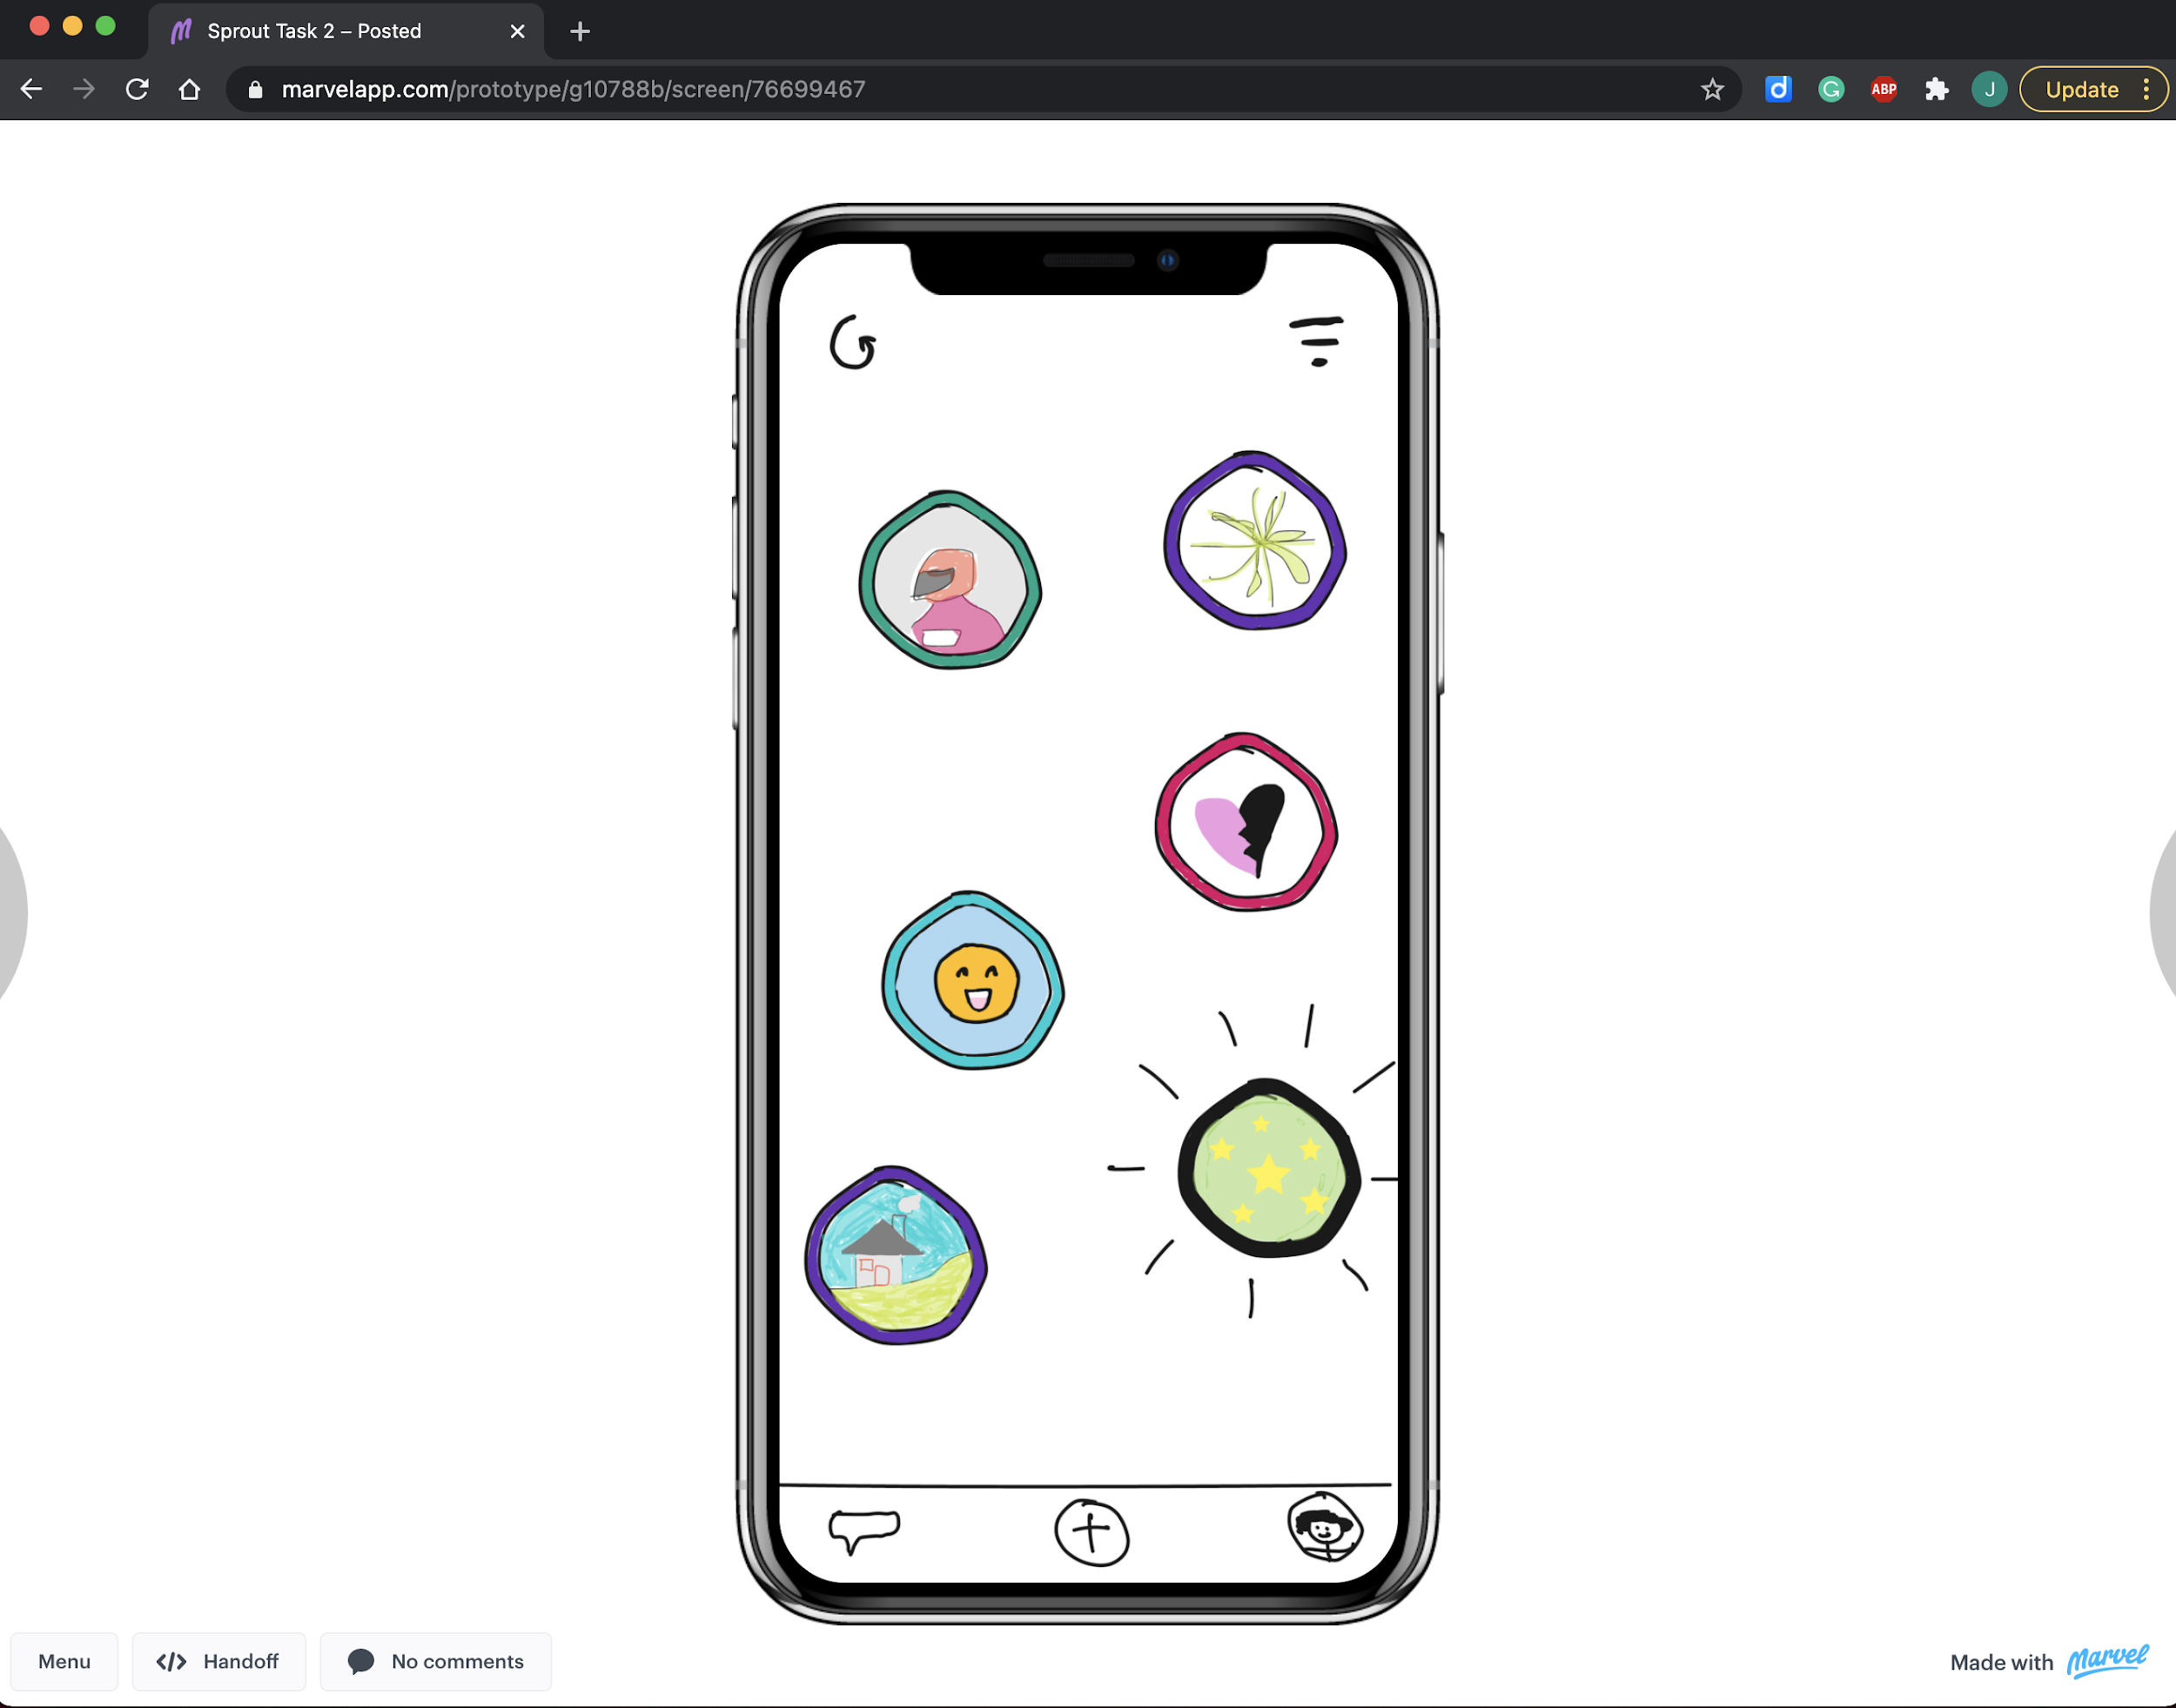 Sprout Task 2 – Posted
marvelapp.com/prototype/g10788b/screen/76699467
d
G
ABP
J
Update
Menu
</> Handoff
No comments
Made with Marvel